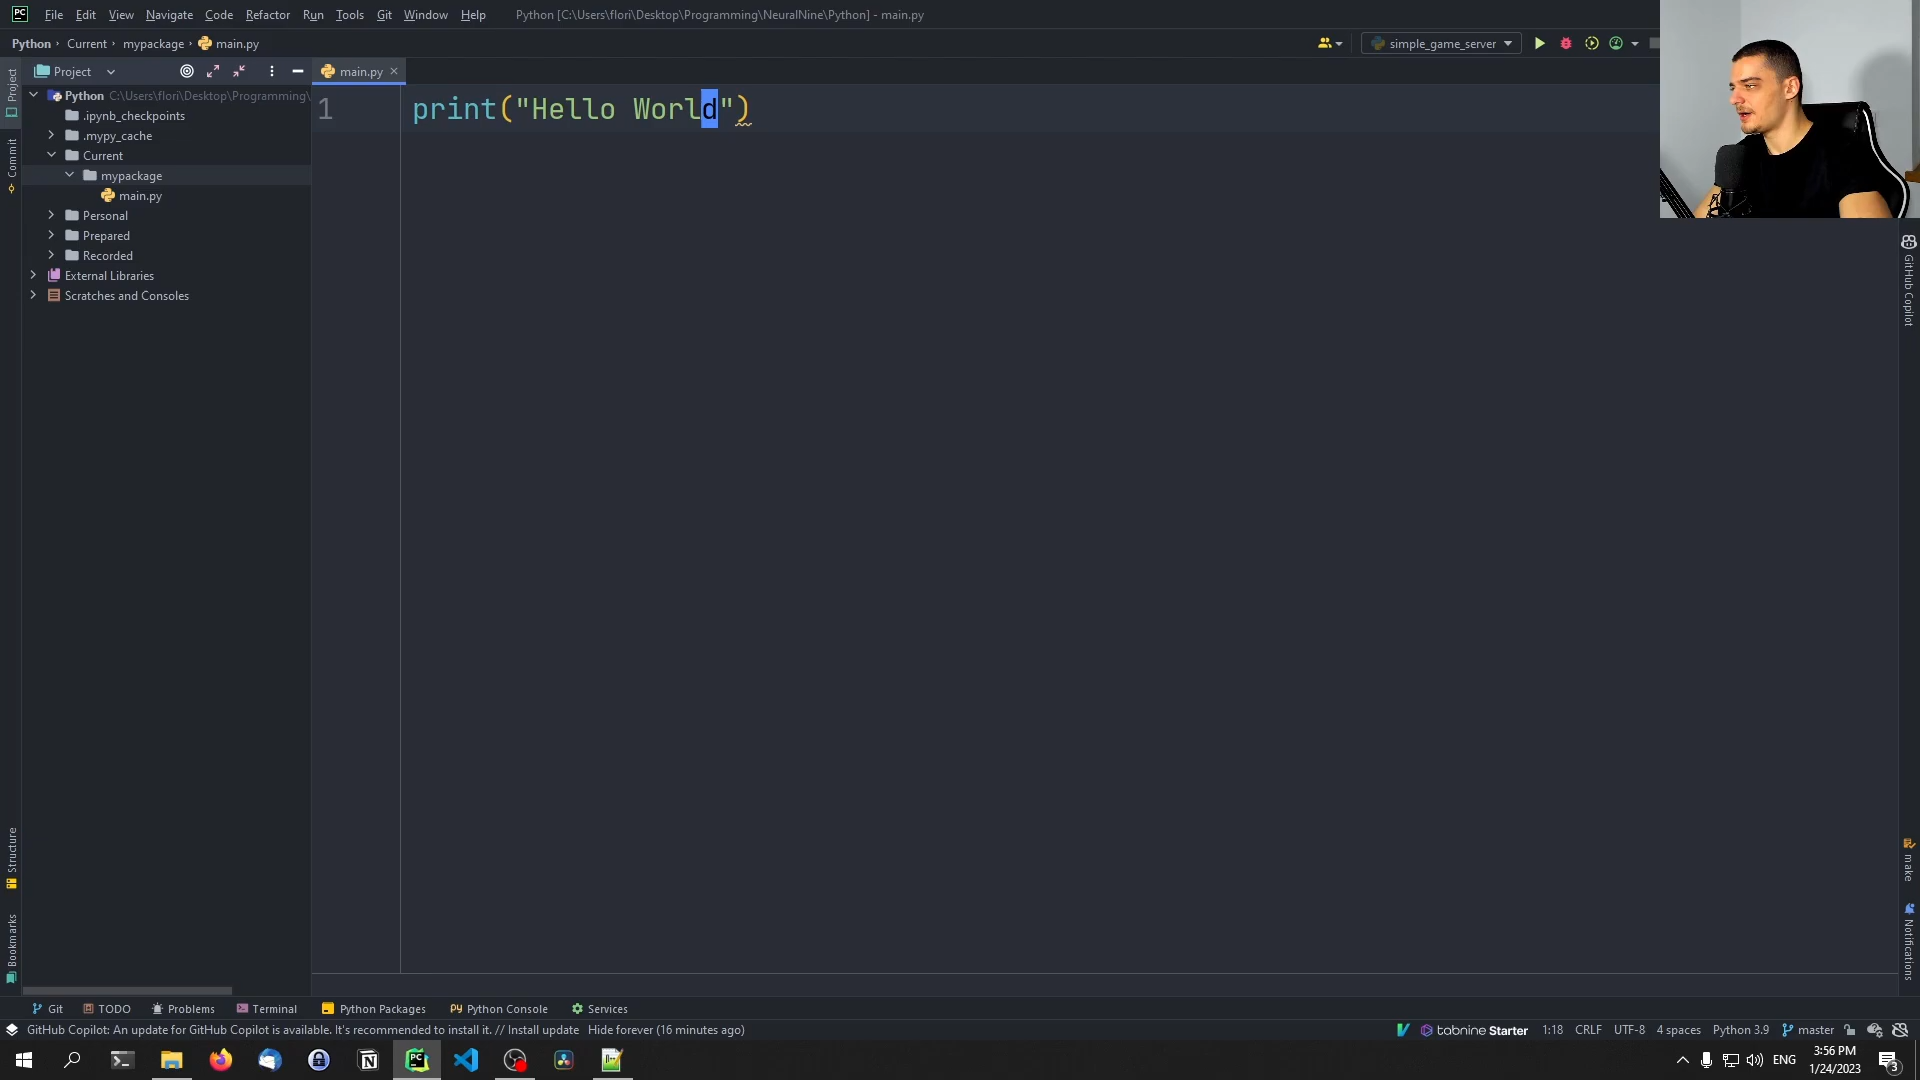 PC File Edit View Navigate Code Refactor Run Tools Git Window Help Python [C:\Users\flori\Desktop\Programming\NeuralNine\Python] - main.py
Python Current mypackage main.py simple_game_server
Project main.py
Python C:\Users\flori\Desktop\Programming\
1 print("Hello World")
.ipynb_checkpoints
.mypy_cache
Current
mypackage
main.py
Personal
Prepared
Recorded
External Libraries
Scratches and Consoles
Project
Commit
Structure
Bookmarks
GitHub Copilot
make
Notifications
Git TODO Problems Terminal Python Packages Python Console Services
GitHub Copilot: An update for GitHub Copilot is available. It's recommended to install it. // Install update Hide forever (16 minutes ago) tabnine Starter 1:18 CRLF UTF-8 4 spaces Python 3.9 master
PC ENG 3:56 PM
1/24/2023 3